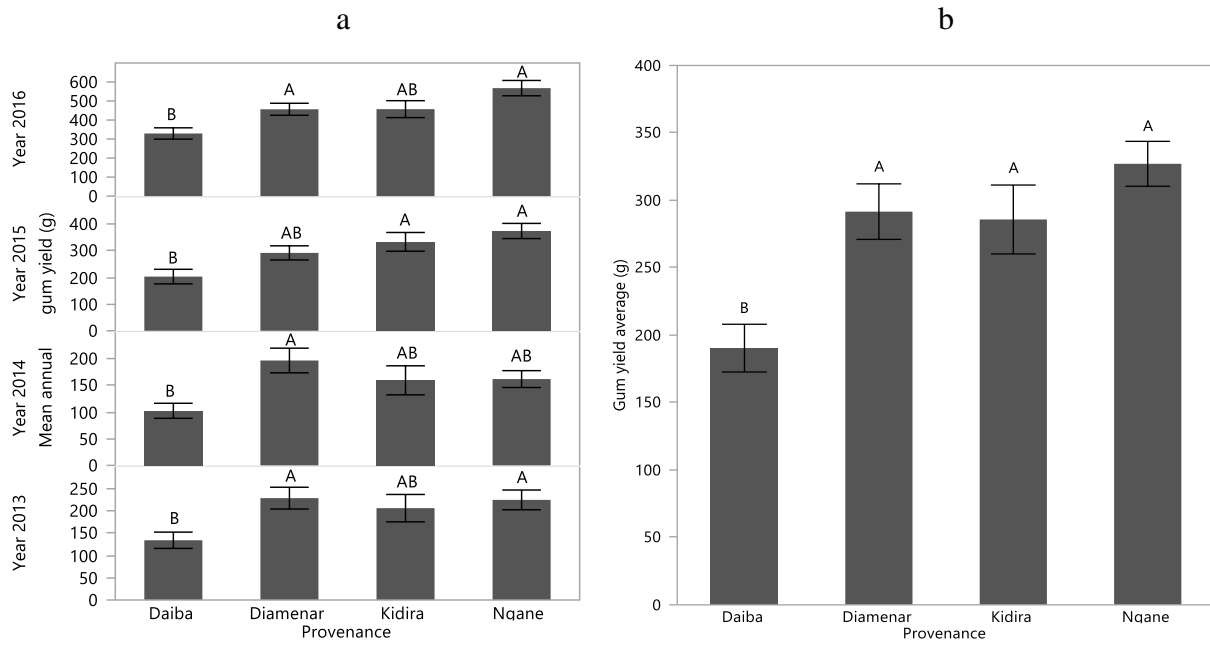 a
b
Year 2016
600
500
400
300
200
100
0
B
A
AB
A
Year 2015
400
300
200
100
0
B
AB
A
A
Year 2014
200
150
100
50
0
B
A
AB
AB
Year 2013
250
200
150
100
50
0
B
A
AB
A
Mean annual gum yield (g)
Daiba Diamenar Kidira Ngane
Provenance
Gum yield average (g)
400
350
300
250
200
150
100
50
0
B
A
A
A
Daiba Diamenar Kidira Ngane
Provenance